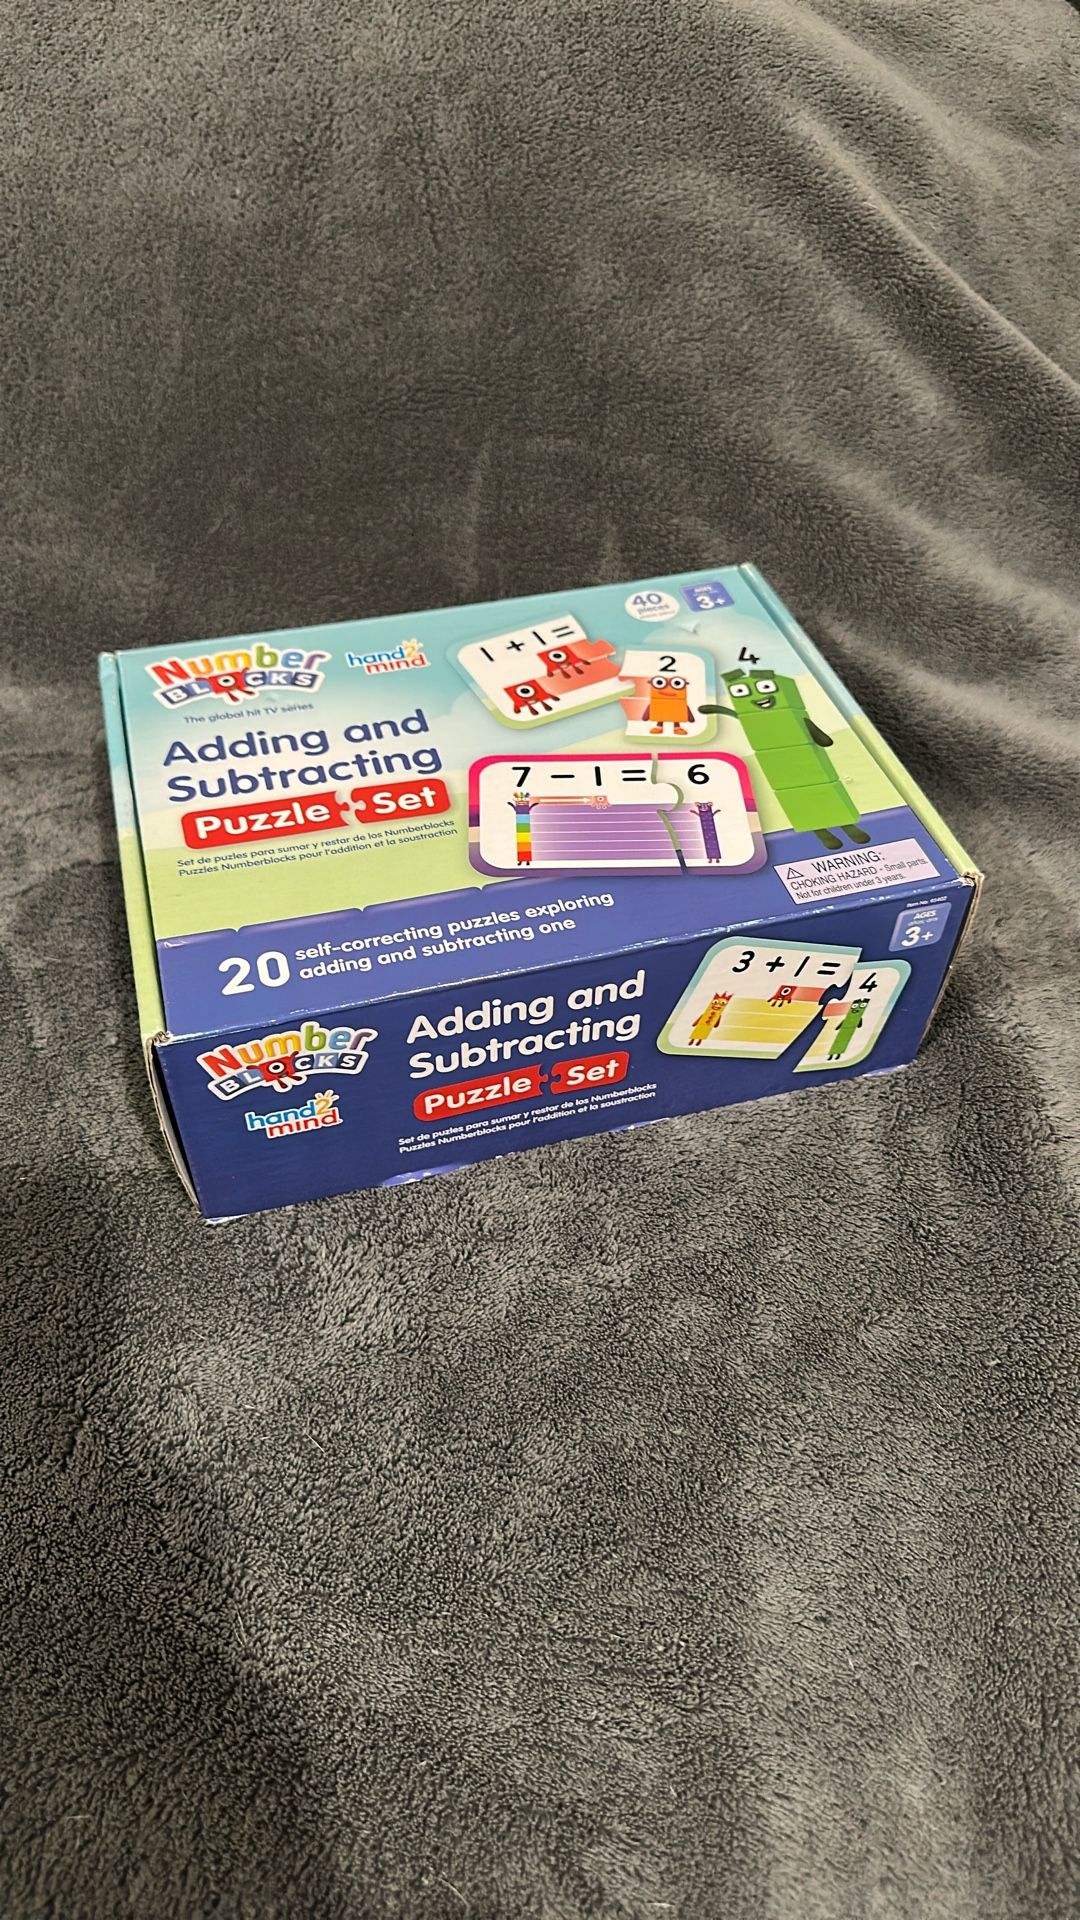 Number
BLOCKS
hand2mind
The global hit TV series
Adding and
Subtracting
Puzzle Set
Set de puzles para sumar y restar de los Numberblocks
Puzzles Numberblocks pour l'addition et la soustraction
1 + 1 =
2
40
pieces
AGES
3+
4
7 − 1 = 6
⚠ WARNING:
CHOKING HAZARD - Small parts.
Not for children under 3 years.
20 self-correcting puzzles exploring
adding and subtracting one
Number
BLOCKS
hand2mind
Adding and
Subtracting
Puzzle Set
Set de puzles para sumar y restar de los Numberblocks
Puzzles Numberblocks pour l'addition et la soustraction
3 + 1 = 4
Item No. 95402
AGES
3+